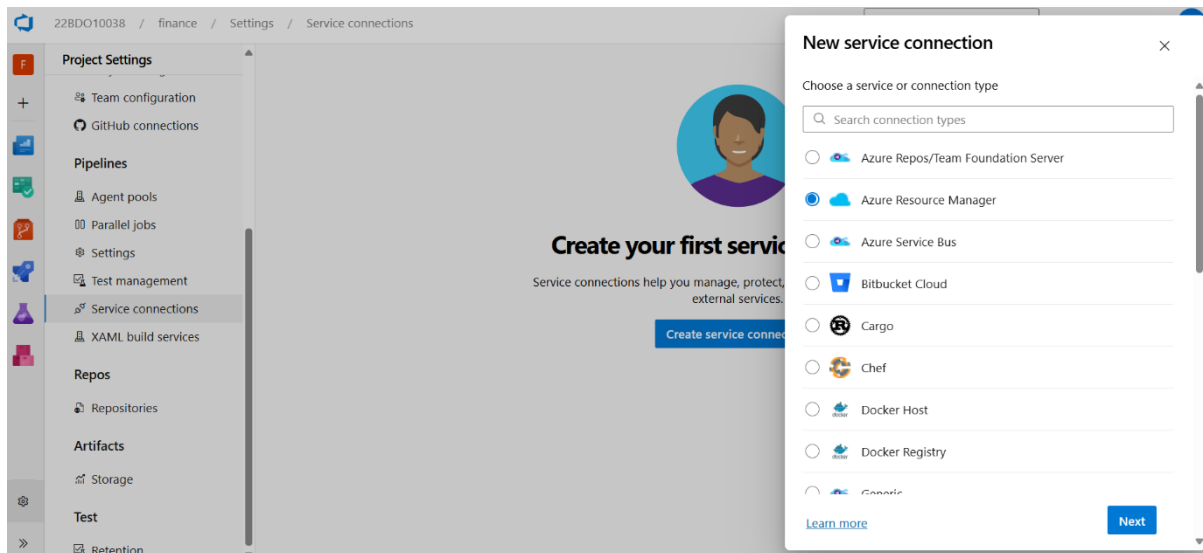 22BDO10038 / finance / Settings / Service connections
F
Project Settings
Team configuration
GitHub connections
Pipelines
Agent pools
Parallel jobs
Settings
Test management
Service connections
XAML build services
Repos
Repositories
Artifacts
Storage
Test
Retention
Create your first servic
Service connections help you manage, protect,
external services.
Create service connec
New service connection
Choose a service or connection type
Search connection types
Azure Repos/Team Foundation Server
Azure Resource Manager
Azure Service Bus
Bitbucket Cloud
Cargo
Chef
docker Docker Host
docker Docker Registry
Generic
Learn more
Next